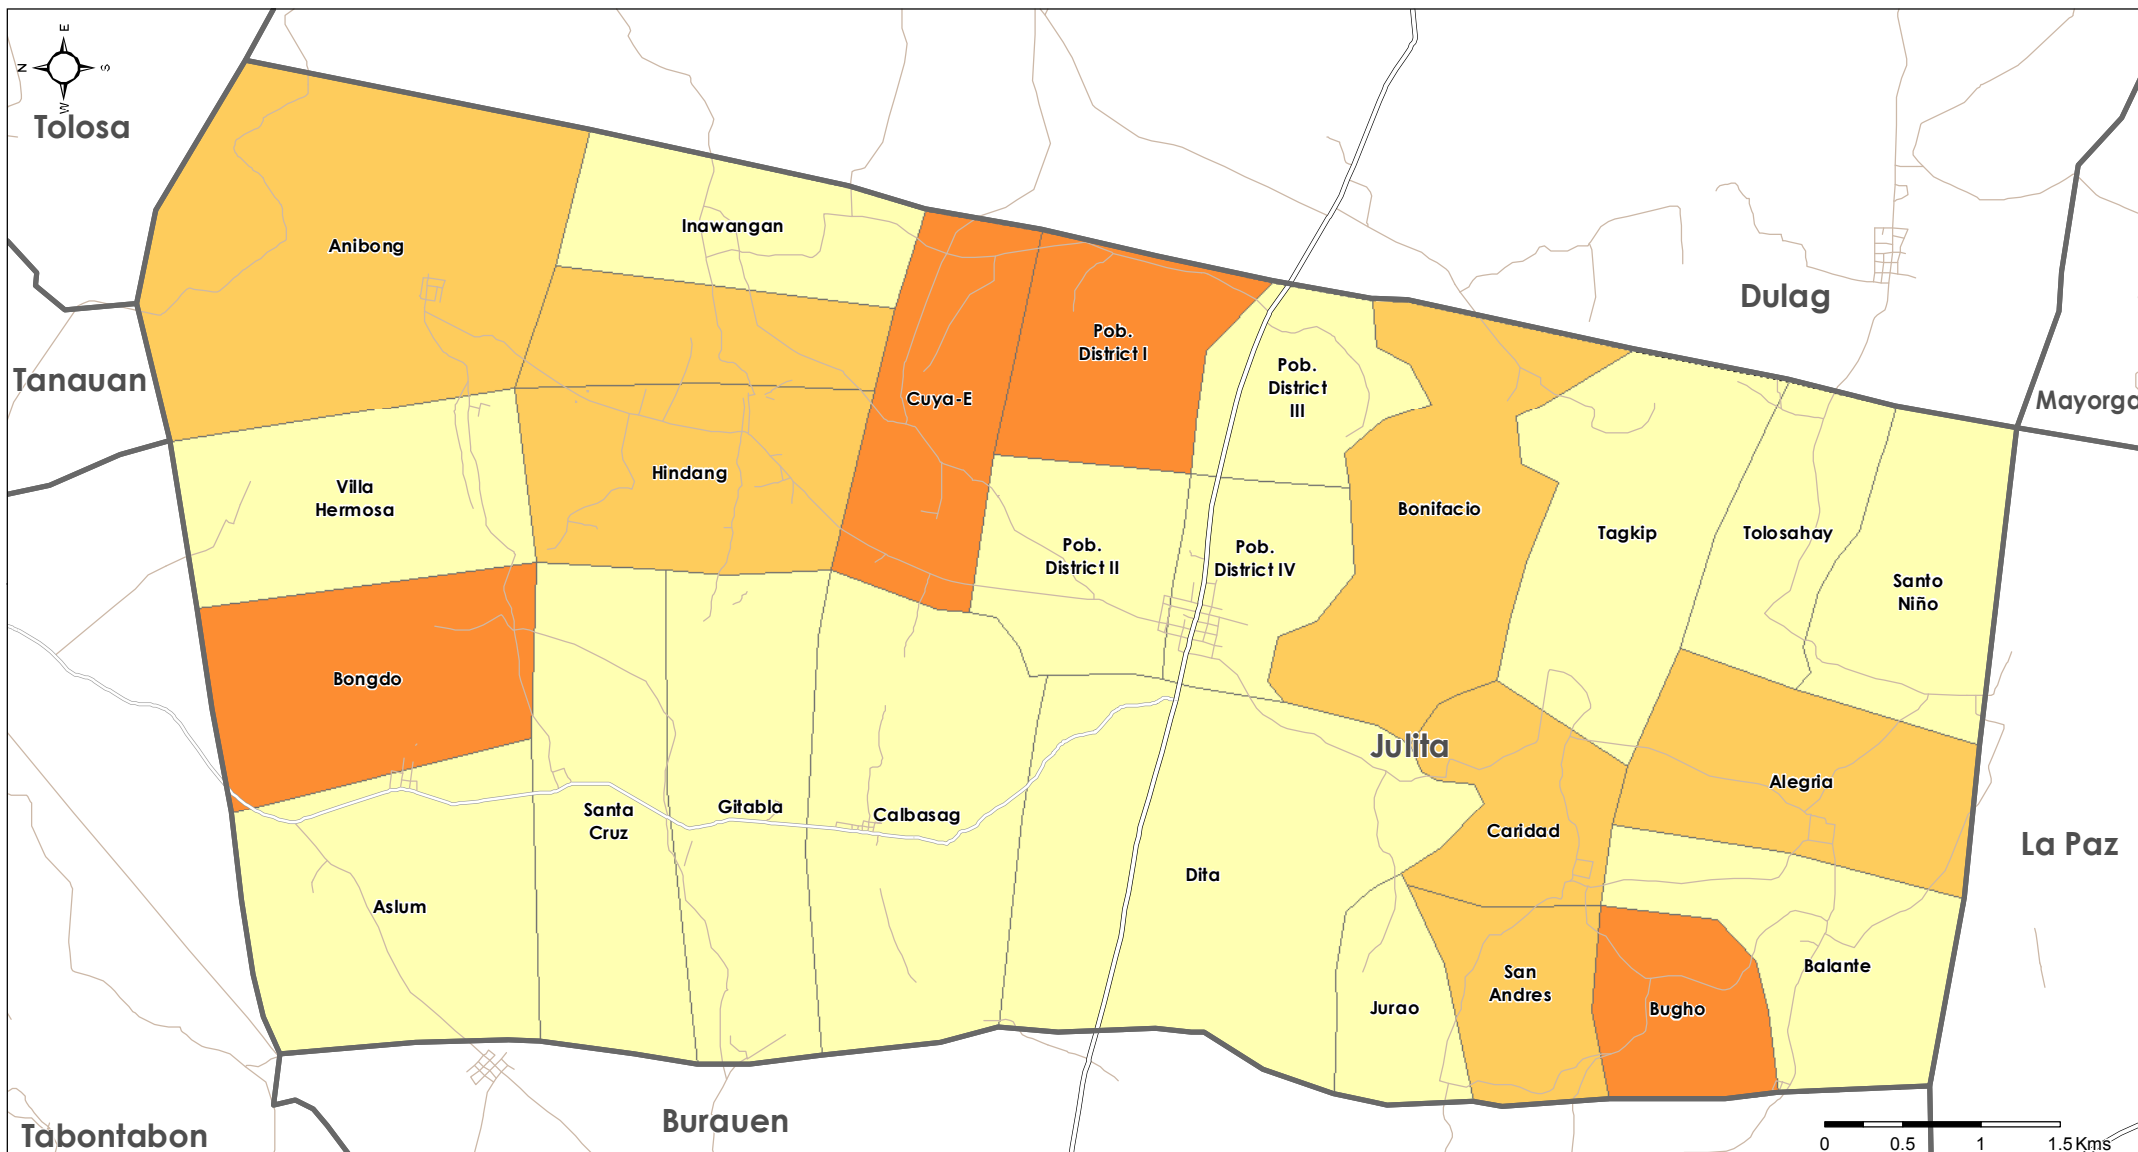 E
N
S
W
Tolosa
Anibong
Inawangan
Dulag
Pob.
District I
Tanauan
Pob.
District
III
Cuya-E
Mayorga
Villa
Hermosa
Hindang
Bonifacio
Tagkip
Tolosahay
Pob.
District II
Pob.
District IV
Santo
Niño
Bongdo
Julita
Alegria
Santa
Cruz
Gitabla
Calbasag
Caridad
La Paz
Dita
Aslum
Balante
San
Andres
Jurao
Bugho
Burauen
Tabontabon
0 0.5 1 1.5 Kms